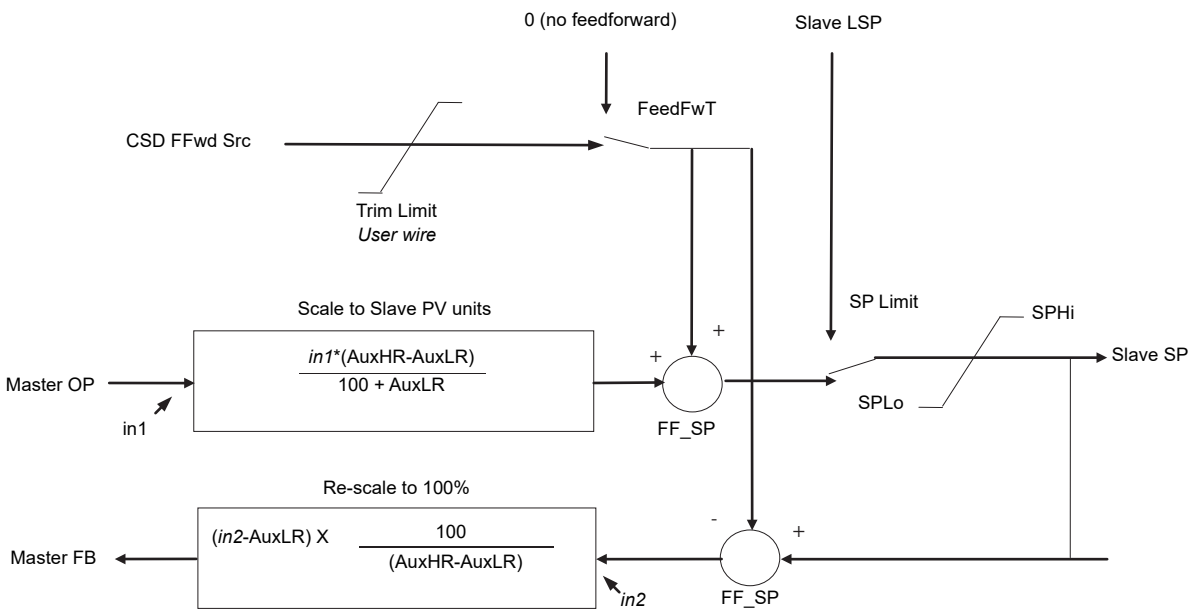 0 (no feedforward)
Slave LSP
FeedFwT
CSD FFwd Src
Trim Limit
User wire
Scale to Slave PV units
SP Limit
SPHi
in1*(AuxHR-AuxLR)
100 + AuxLR
+
+
Slave SP
Master OP
in1
SPLo
FF_SP
Re-scale to 100%
(in2-AuxLR) X
100
(AuxHR-AuxLR)
-
+
Master FB
in2
FF_SP